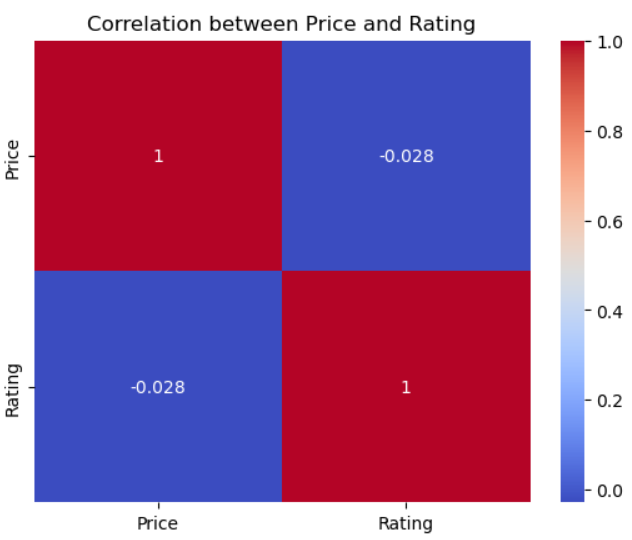 Correlation between Price and Rating
1.0
Price
1
-0.028
0.8
0.6
0.4
Rating
-0.028
1
0.2
0.0
Price
Rating